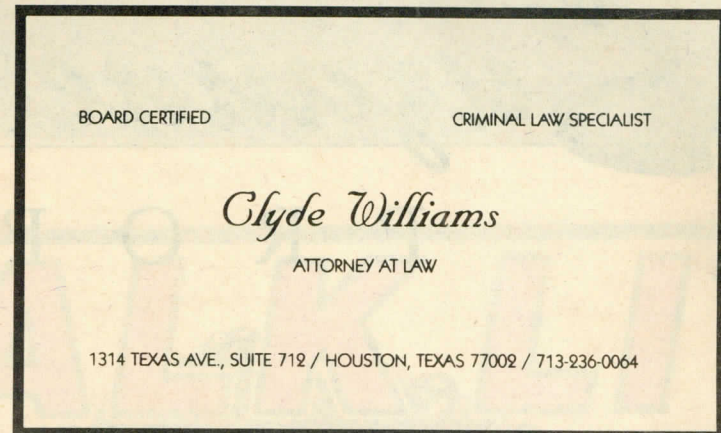 BOARD CERTIFIED CRIMINAL LAW SPECIALIST
Clyde Williams
ATTORNEY AT LAW
1314 TEXAS AVE., SUITE 712 / HOUSTON, TEXAS 77002 / 713-236-0064